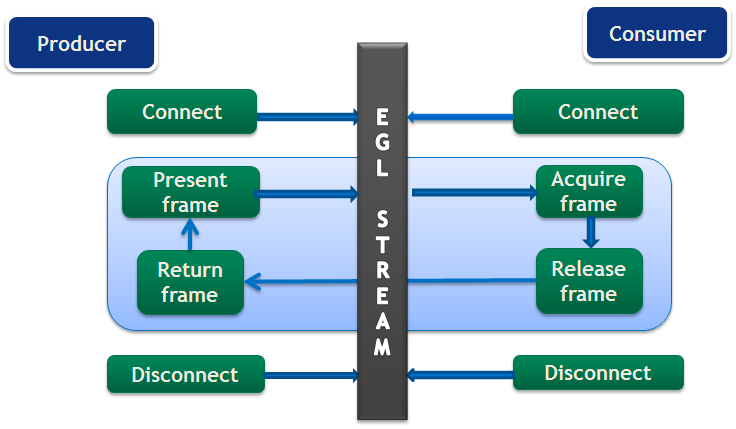 Producer
Consumer
Connect
Connect
EGL STREAM
Present
frame
Acquire
frame
Return
frame
Release
frame
Disconnect
Disconnect